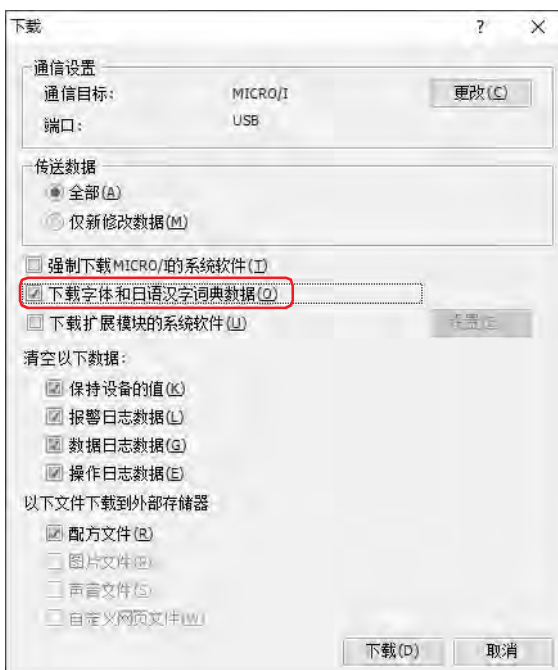 下载 ? ×
通信设置
通信目标: MICRO/I 更改(C)
端口: USB
传送数据
全部(A)
仅新修改数据(M)
强制下载MICRO/I的系统软件(T)
下载字体和日语汉字词典数据(O)
下载扩展模块的系统软件(U)
清空以下数据:
保持设备的值(K)
报警日志数据(L)
数据日志数据(G)
操作日志数据(E)
以下文件下载到外部存储器
配方文件(R)
图片文件
声音文件(S)
自定义网页文件(W)
下载(D) 取消